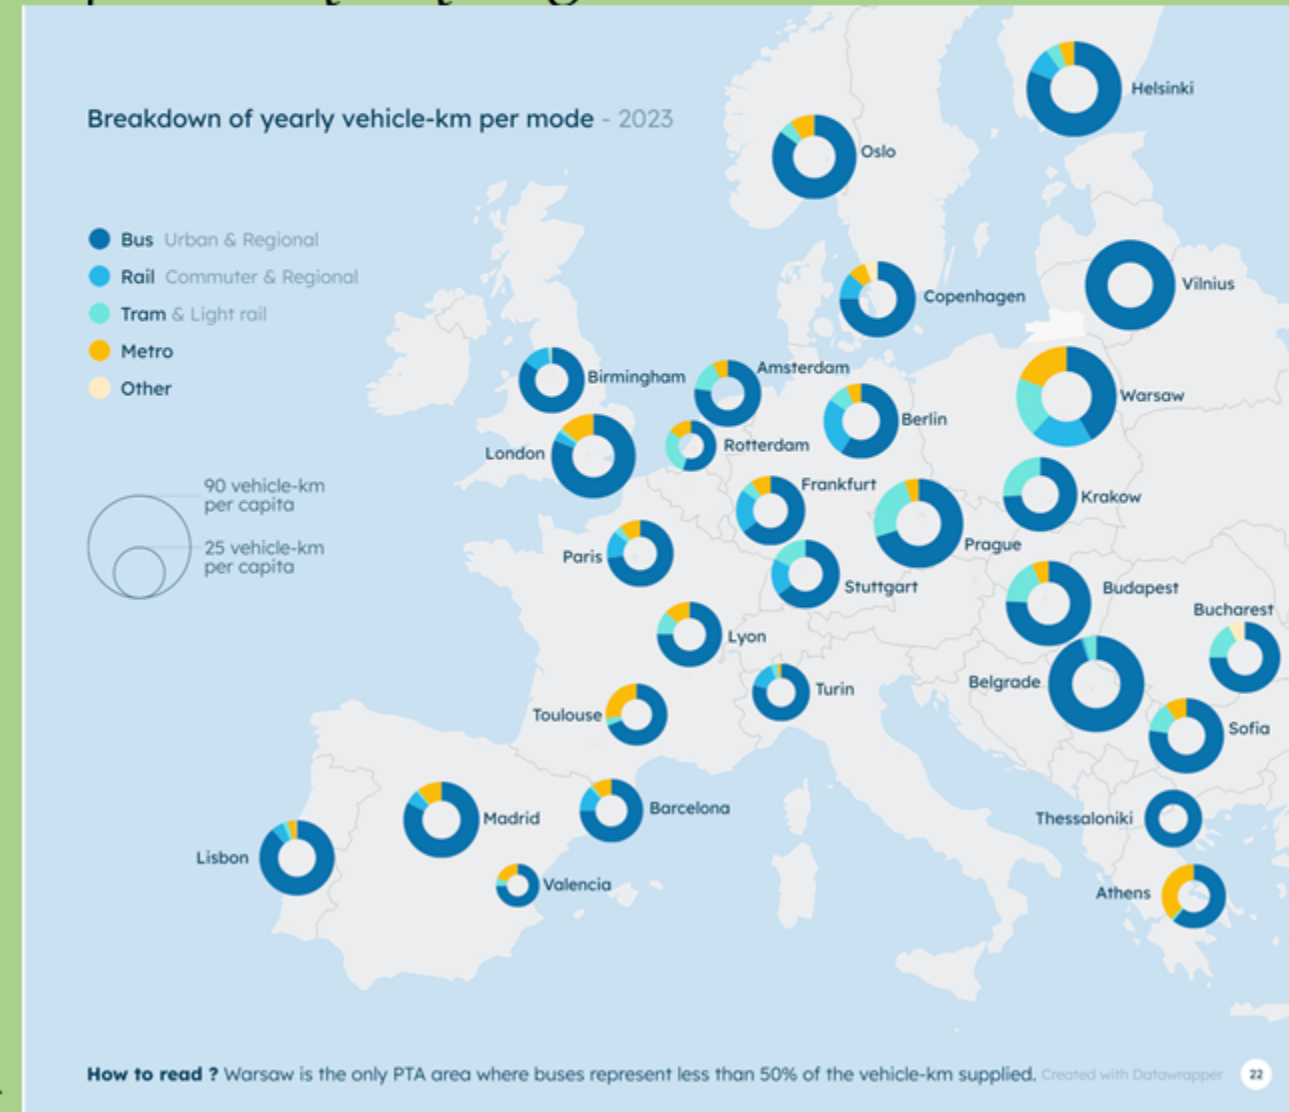 Breakdown of yearly vehicle-km per mode - 2023
Bus Urban & Regional
Rail Commuter & Regional
Tram & Light rail
Metro
Other
90 vehicle-km
per capita
25 vehicle-km
per capita
Helsinki
Oslo
Vilnius
Copenhagen
Birmingham
Amsterdam
Warsaw
Berlin
London
Rotterdam
Frankfurt
Krakow
Prague
Paris
Stuttgart
Budapest
Bucharest
Lyon
Belgrade
Turin
Toulouse
Sofia
Madrid
Barcelona
Thessaloniki
Lisbon
Valencia
Athens
How to read ? Warsaw is the only PTA area where buses represent less than 50% of the vehicle-km supplied. Created with Datawrapper 22